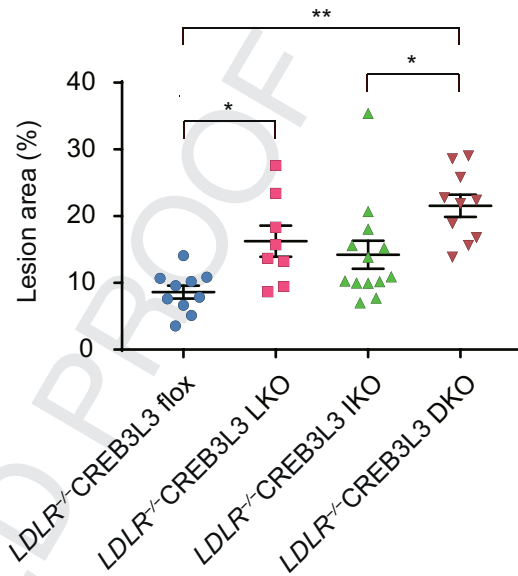 **
*
*
Lesion area (%)
40
30
20
10
0
LDLR⁻/⁻CREB3L3 flox
LDLR⁻/⁻CREB3L3 LKO
LDLR⁻/⁻CREB3L3 IKO
LDLR⁻/⁻CREB3L3 DKO
D PROOF